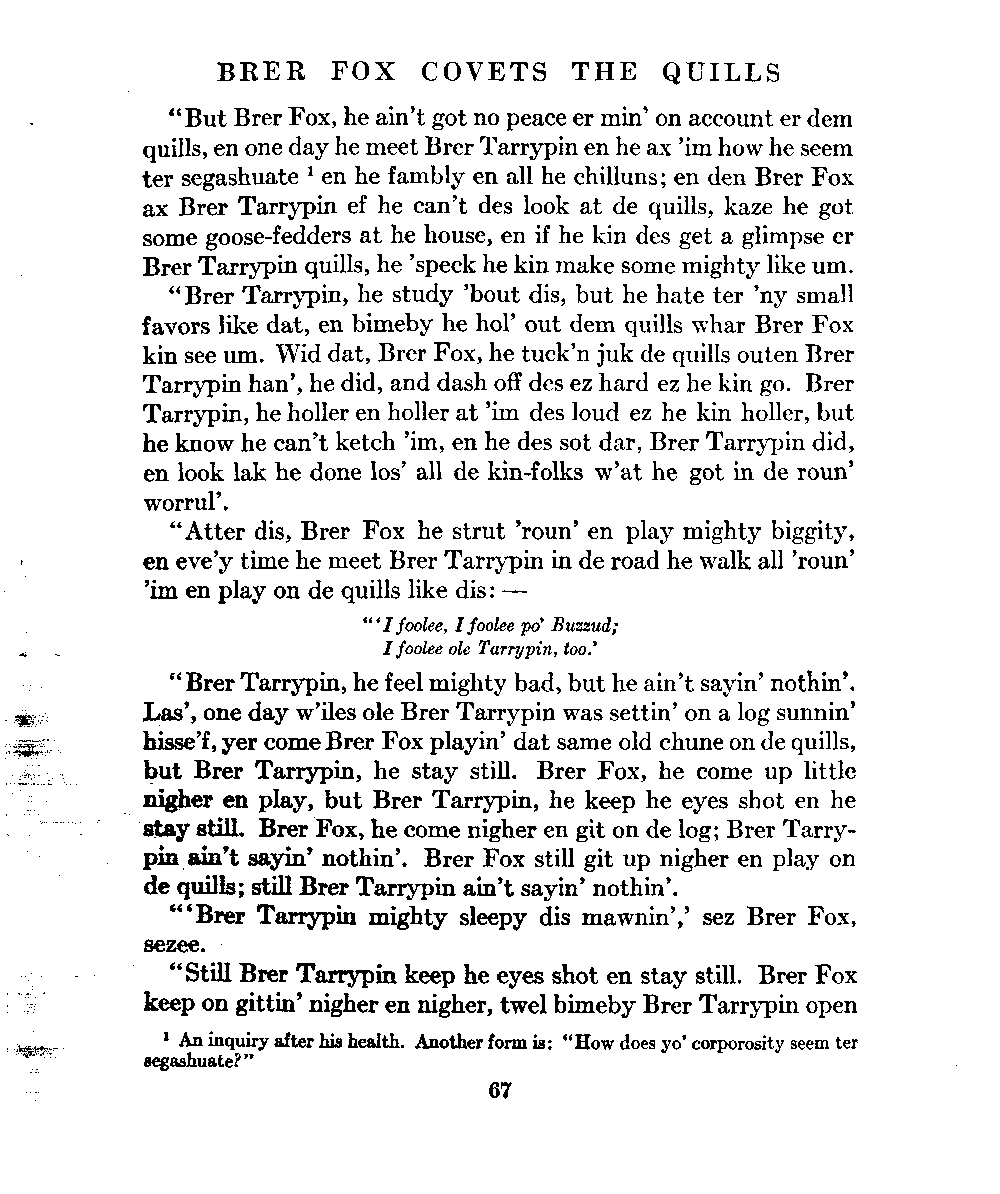 BRER FOX COVETS THE QUILLS
“But Brer Fox, he ain’t got no peace er min’ on account er dem
quills, en one day he meet Brer Tarrypin en he ax ’im how he seem
ter segashuate ¹ en he fambly en all he chilluns; en den Brer Fox
ax Brer Tarrypin ef he can’t des look at de quills, kaze he got
some goose-fedders at he house, en if he kin des get a glimpse er
Brer Tarrypin quills, he ’speck he kin make some mighty like um.
“Brer Tarrypin, he study ’bout dis, but he hate ter ’ny small
favors like dat, en bimeby he hol’ out dem quills whar Brer Fox
kin see um. Wid dat, Brer Fox, he tuck’n juk de quills outen Brer
Tarrypin han’, he did, and dash off des ez hard ez he kin go. Brer
Tarrypin, he holler en holler at ’im des loud ez he kin holler, but
he know he can’t ketch ’im, en he des sot dar, Brer Tarrypin did,
en look lak he done los’ all de kin-folks w’at he got in de roun’
worrul’.
“Atter dis, Brer Fox he strut ’roun’ en play mighty biggity,
en eve’y time he meet Brer Tarrypin in de road he walk all ’roun’
’im en play on de quills like dis: —
“‘I foolee, I foolee po’ Buzzud;
I foolee ole Tarrypin, too.’
“Brer Tarrypin, he feel mighty bad, but he ain’t sayin’ nothin’.
Las’, one day w’iles ole Brer Tarrypin was settin’ on a log sunnin’
hisse’f, yer come Brer Fox playin’ dat same old chune on de quills,
but Brer Tarrypin, he stay still. Brer Fox, he come up little
nigher en play, but Brer Tarrypin, he keep he eyes shot en he
stay still. Brer Fox, he come nigher en git on de log; Brer Tarry-
pin ain’t sayin’ nothin’. Brer Fox still git up nigher en play on
de quills; still Brer Tarrypin ain’t sayin’ nothin’.
“‘Brer Tarrypin mighty sleepy dis mawnin’,’ sez Brer Fox,
sezee.
“Still Brer Tarrypin keep he eyes shot en stay still. Brer Fox
keep on gittin’ nigher en nigher, twel bimeby Brer Tarrypin open
¹ An inquiry after his health. Another form is: “How does yo’ corporosity seem ter
segashuate?”
67